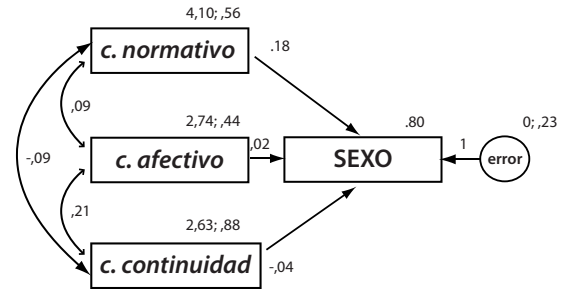 4,10; ,56
c. normativo
.18
,09
2,74; ,44
.80
0; ,23
-,09
c. afectivo
,02
SEXO
1
error
,21
2,63; ,88
c. continuidad
-,04